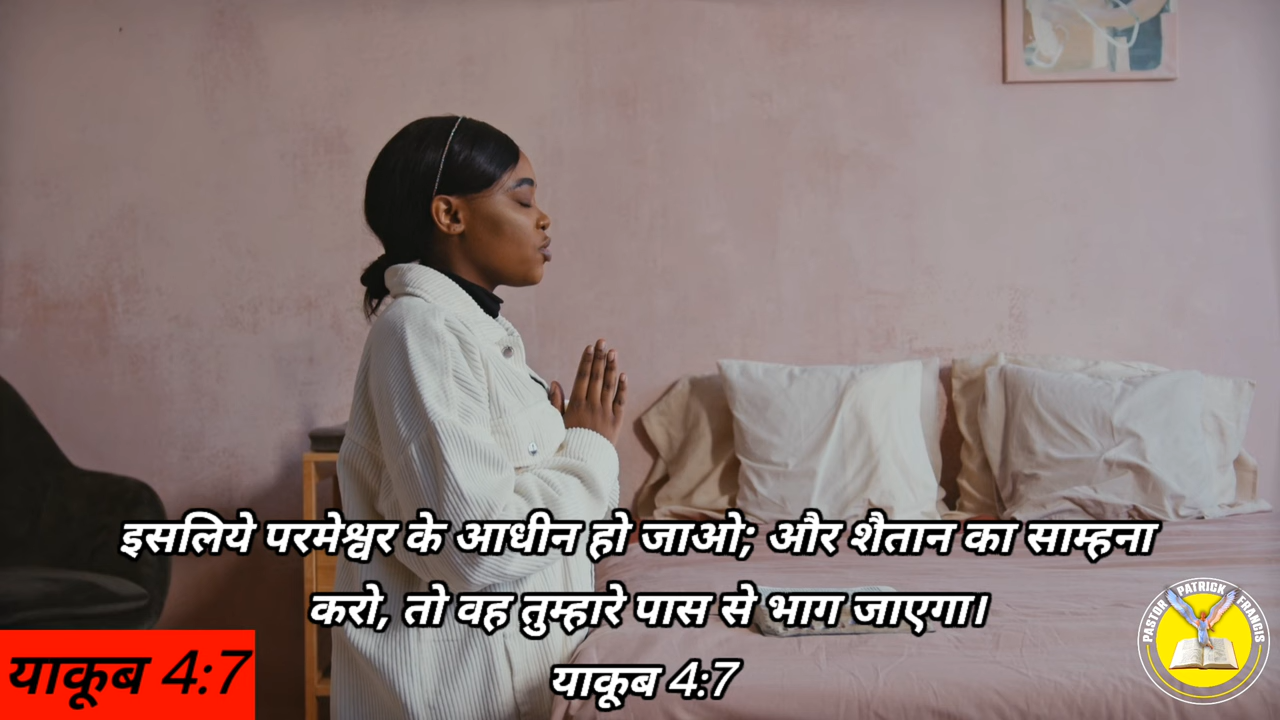 इसलिये परमेश्वर के आधीन हो जाओ; और शैतान का साम्हना
करो, तो वह तुम्हारे पास से भाग जाएगा।
याकूब 4:7
याकूब 4:7
PASTOR PATRICK FRANCIS